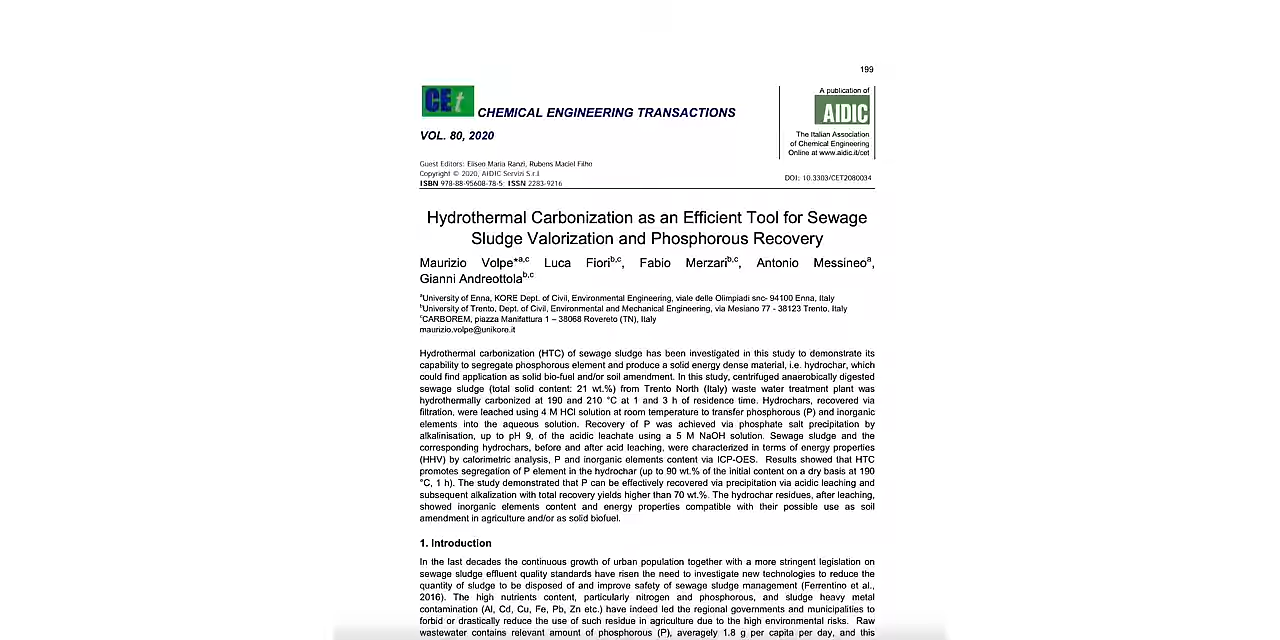 199
CEt CHEMICAL ENGINEERING TRANSACTIONS
VOL. 80, 2020
A publication of
AIDIC
The Italian Association
of Chemical Engineering
Online at www.aidic.it/cet
Guest Editors: Eliseo Maria Ranzi, Rubens Maciel Filho
Copyright © 2020, AIDIC Servizi S.r.l
ISBN 978-88-95608-78-5; ISSN 2283-9216
DOI: 10.3303/CET2080034
Hydrothermal Carbonization as an Efficient Tool for Sewage
Sludge Valorization and Phosphorous Recovery
Maurizio Volpe*a,c Luca Fiorib,c, Fabio Merzarib,c, Antonio Messineoa,
Gianni Andreottolab,c
aUniversity of Enna, KORE Dept. of Civil, Environmental Engineering, viale delle Olimpiadi snc- 94100 Enna, Italy
bUniversity of Trento, Dept. of Civil, Environmental and Mechanical Engineering, via Mesiano 77 - 38123 Trento, Italy
cCARBOREM, piazza Manifattura 1 – 38068 Rovereto (TN), Italy
maurizio.volpe@unikore.it
Hydrothermal carbonization (HTC) of sewage sludge has been investigated in this study to demonstrate its
capability to segregate phosphorous element and produce a solid energy dense material, i.e. hydrochar, which
could find application as solid bio-fuel and/or soil amendment. In this study, centrifuged anaerobically digested
sewage sludge (total solid content: 21 wt.%) from Trento North (Italy) waste water treatment plant was
hydrothermally carbonized at 190 and 210 °C at 1 and 3 h of residence time. Hydrochars, recovered via
filtration, were leached using 4 M HCl solution at room temperature to transfer phosphorous (P) and inorganic
elements into the aqueous solution. Recovery of P was achieved via phosphate salt precipitation by
alkalinisation, up to pH 9, of the acidic leachate using a 5 M NaOH solution. Sewage sludge and the
corresponding hydrochars, before and after acid leaching, were characterized in terms of energy properties
(HHV) by calorimetric analysis, P and inorganic elements content via ICP-OES. Results showed that HTC
promotes segregation of P element in the hydrochar (up to 90 wt.% of the initial content on a dry basis at 190
°C, 1 h). The study demonstrated that P can be effectively recovered via precipitation via acidic leaching and
subsequent alkalization with total recovery yields higher than 70 wt.%. The hydrochar residues, after leaching,
showed inorganic elements content and energy properties compatible with their possible use as soil
amendment in agriculture and/or as solid biofuel.
1. Introduction
In the last decades the continuous growth of urban population together with a more stringent legislation on
sewage sludge effluent quality standards have risen the need to investigate new technologies to reduce the
quantity of sludge to be disposed of and improve safety of sewage sludge management (Ferrentino et al.,
2016). The high nutrients content, particularly nitrogen and phosphorous, and sludge heavy metal
contamination (Al, Cd, Cu, Fe, Pb, Zn etc.) have indeed led the regional governments and municipalities to
forbid or drastically reduce the use of such residue in agriculture due to the high environmental risks. Raw
wastewater contains relevant amount of phosphorous (P), averagely 1.8 g per capita per day, and this